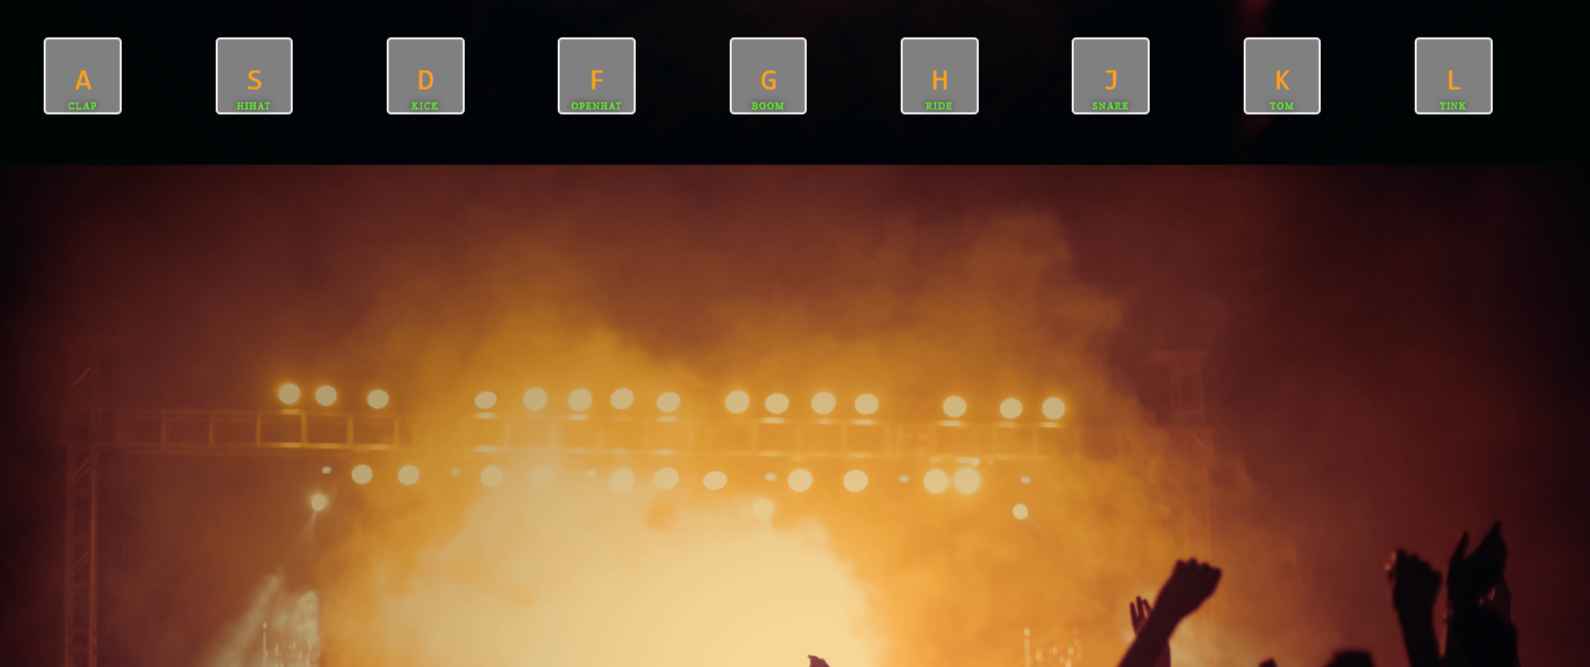 A S D F G H J K L
CLAP HIHAT KICK OPENHAT BOOM RIDE SNARE TOM TINK